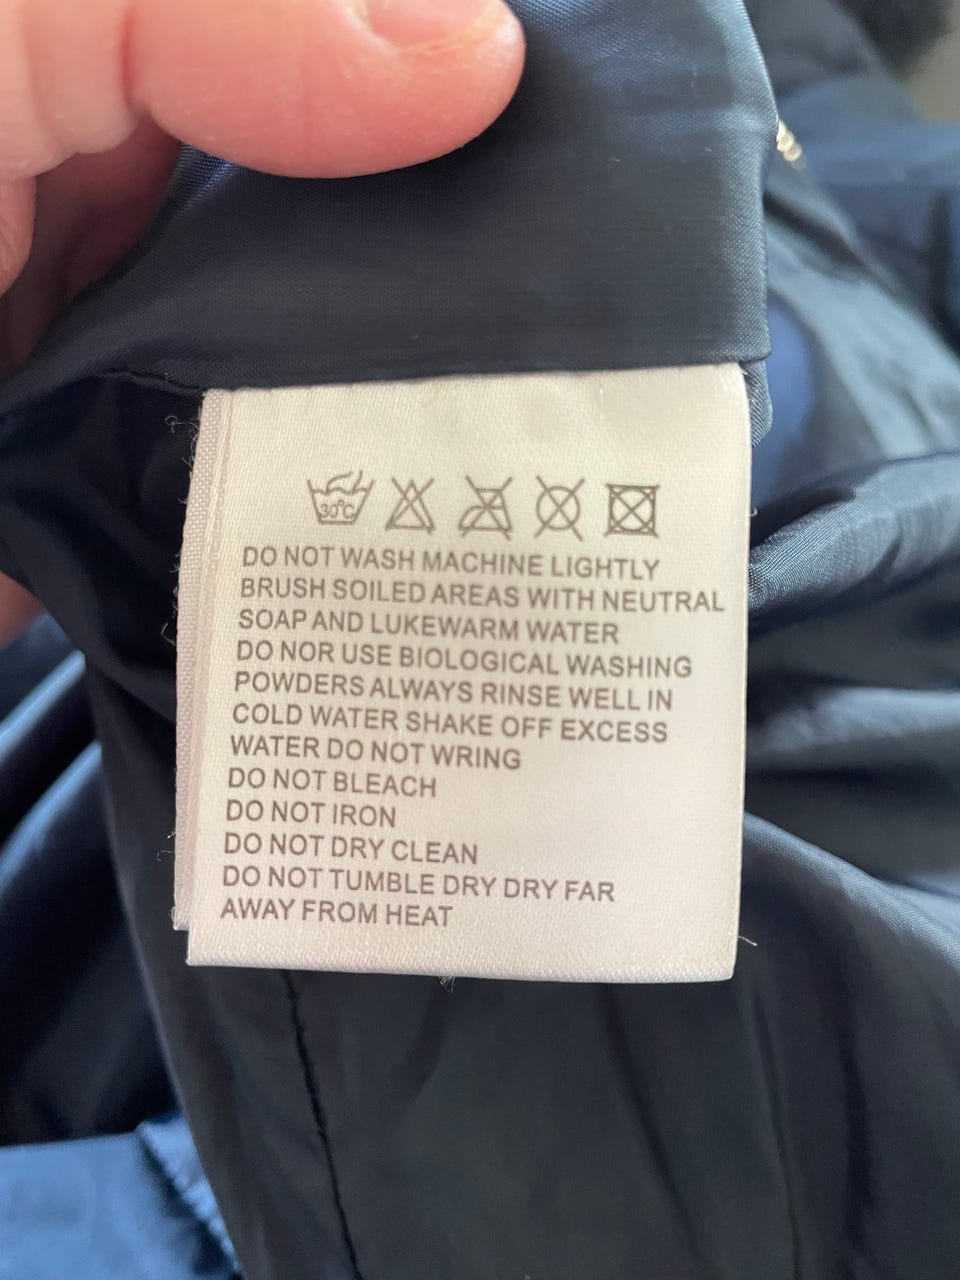 30°C
DO NOT WASH MACHINE LIGHTLY
BRUSH SOILED AREAS WITH NEUTRAL
SOAP AND LUKEWARM WATER
DO NOR USE BIOLOGICAL WASHING
POWDERS ALWAYS RINSE WELL IN
COLD WATER SHAKE OFF EXCESS
WATER DO NOT WRING
DO NOT BLEACH
DO NOT IRON
DO NOT DRY CLEAN
DO NOT TUMBLE DRY DRY FAR
AWAY FROM HEAT